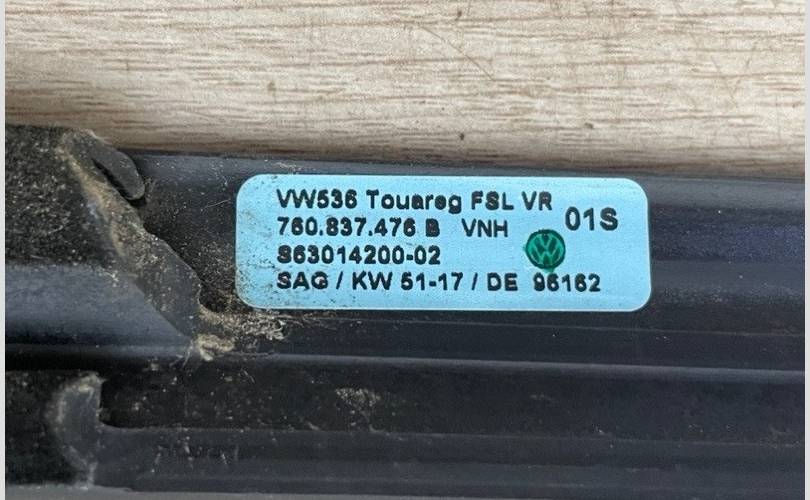 VW536 Touareg FSL VR
760.837.476 B VNH 01S
S63014200-02
SAG / KW 51-17 / DE 96162